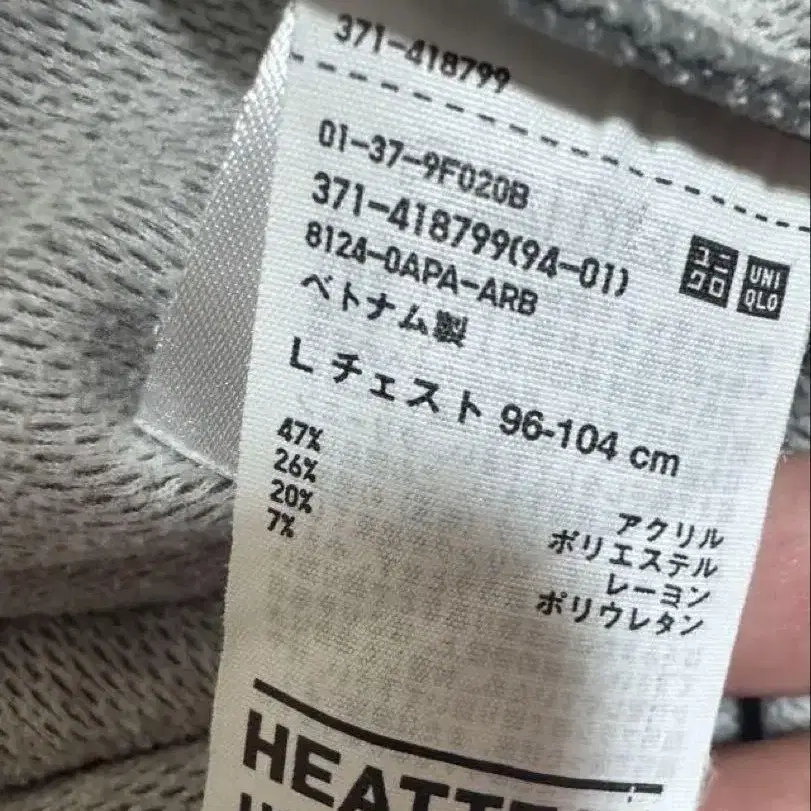 371-418799
01-37-9F020B
371-418799(94-01)
8124-0APA-ARB
ベトナム製
ユニクロ
UNIQLO
L チェスト 96-104 cm
47% アクリル
26% ポリエステル
20% レーヨン
7% ポリウレタン